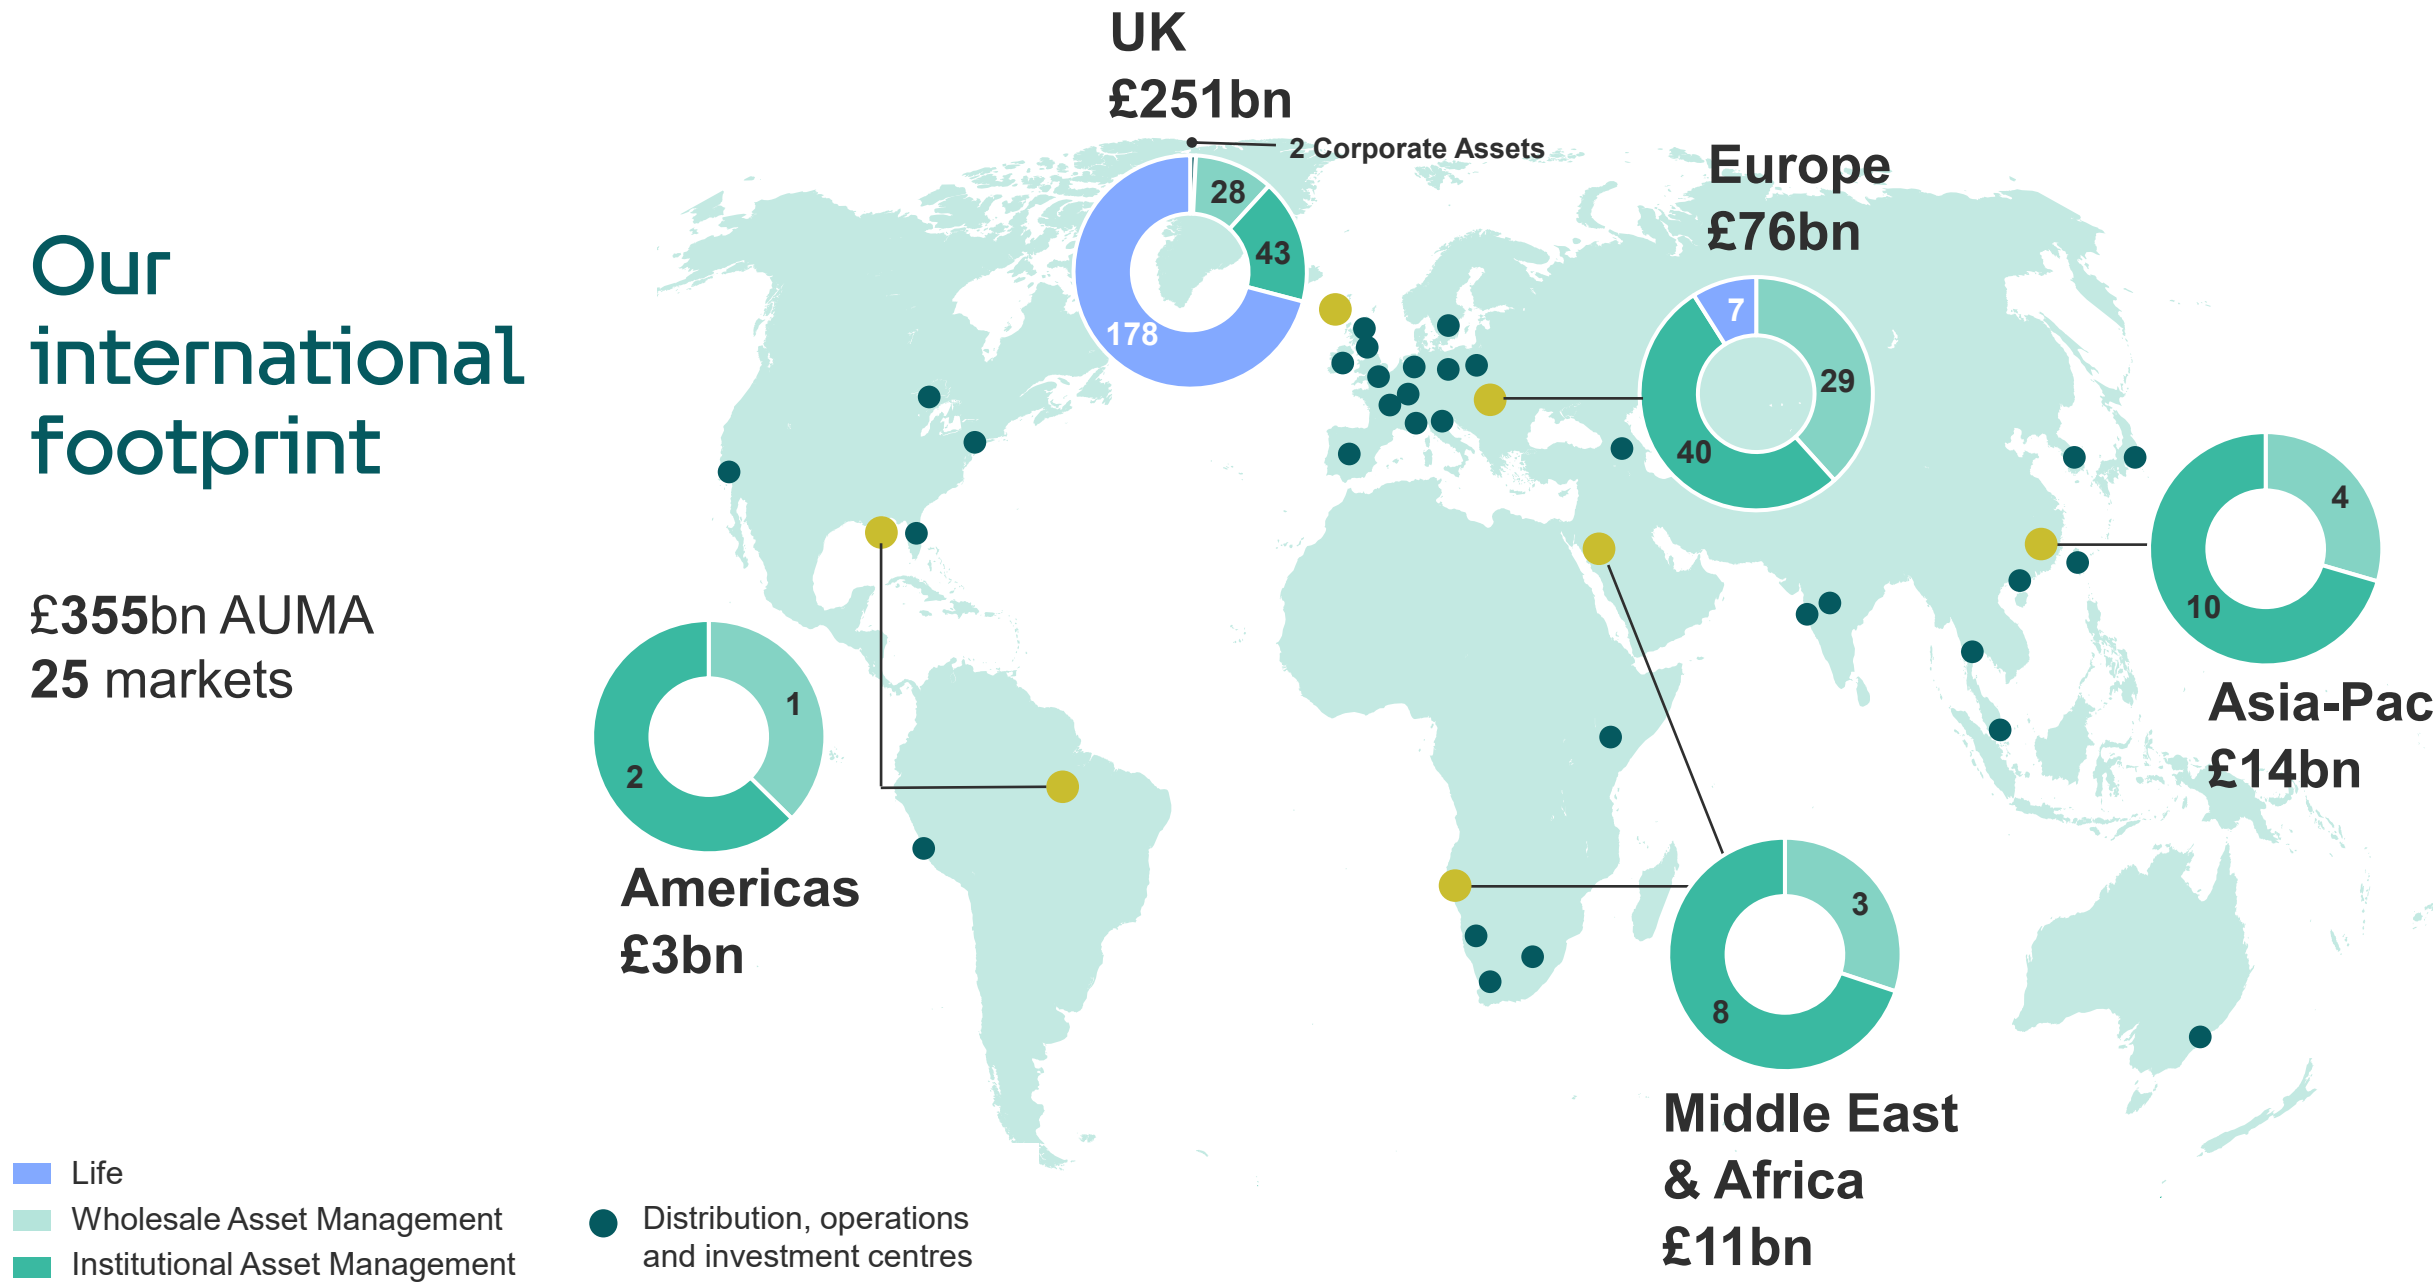 Our
international
footprint
£355bn AUMA
25 markets
UK
£251bn
2 Corporate Assets
28
43
178
Europe
£76bn
7
29
40
4
10
Asia-Pac
£14bn
1
2
Americas
£3bn
3
8
Middle East
& Africa
£11bn
Life
Wholesale Asset Management
Institutional Asset Management
Distribution, operations
and investment centres